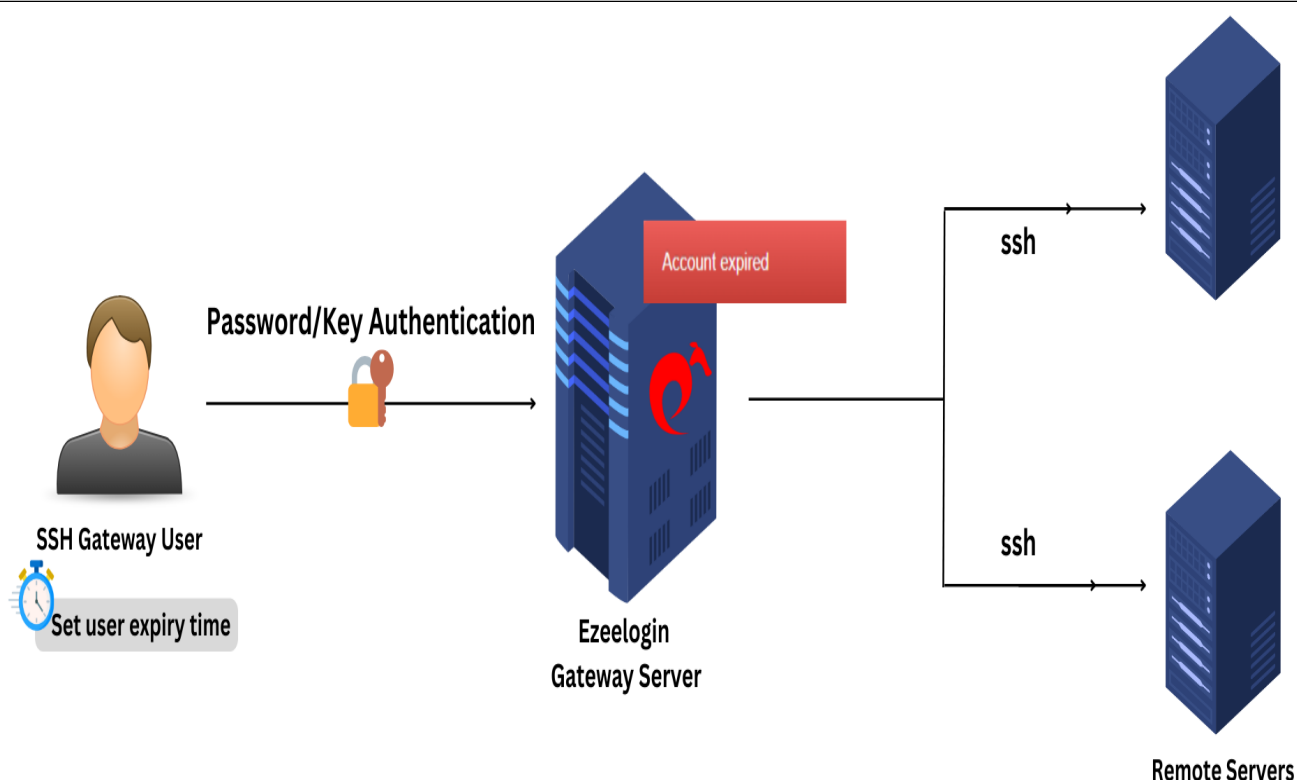 ssh
Account expired
Password/Key Authentication
SSH Gateway User
ssh
Set user expiry time
Ezeelogin
Gateway Server
Remote Servers